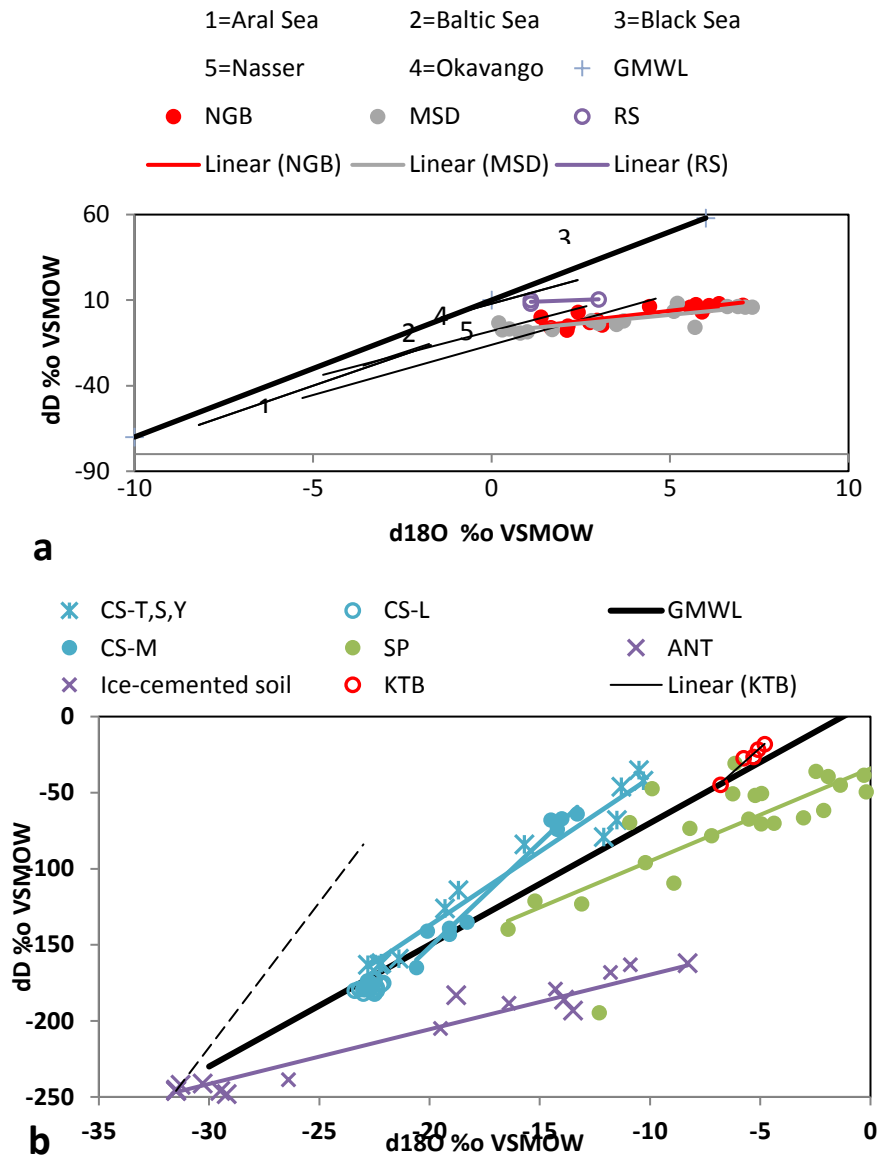 1=Aral Sea 2=Baltic Sea 3=Black Sea
5=Nasser 4=Okavango GMWL
NGB MSD RS
Linear (NGB) Linear (MSD) Linear (RS)
60
10
-40
-90
dD %o VSMOW
3
4
2
5
1
-10 -5 0 5 10
d18O %o VSMOW
a
CS-T,S,Y CS-L GMWL
CS-M SP ANT
Ice-cemented soil KTB Linear (KTB)
0
-50
-100
-150
-200
-250
dD %o VSMOW
-35 -30 -25 -20 -15 -10 -5 0
d18O %o VSMOW
b